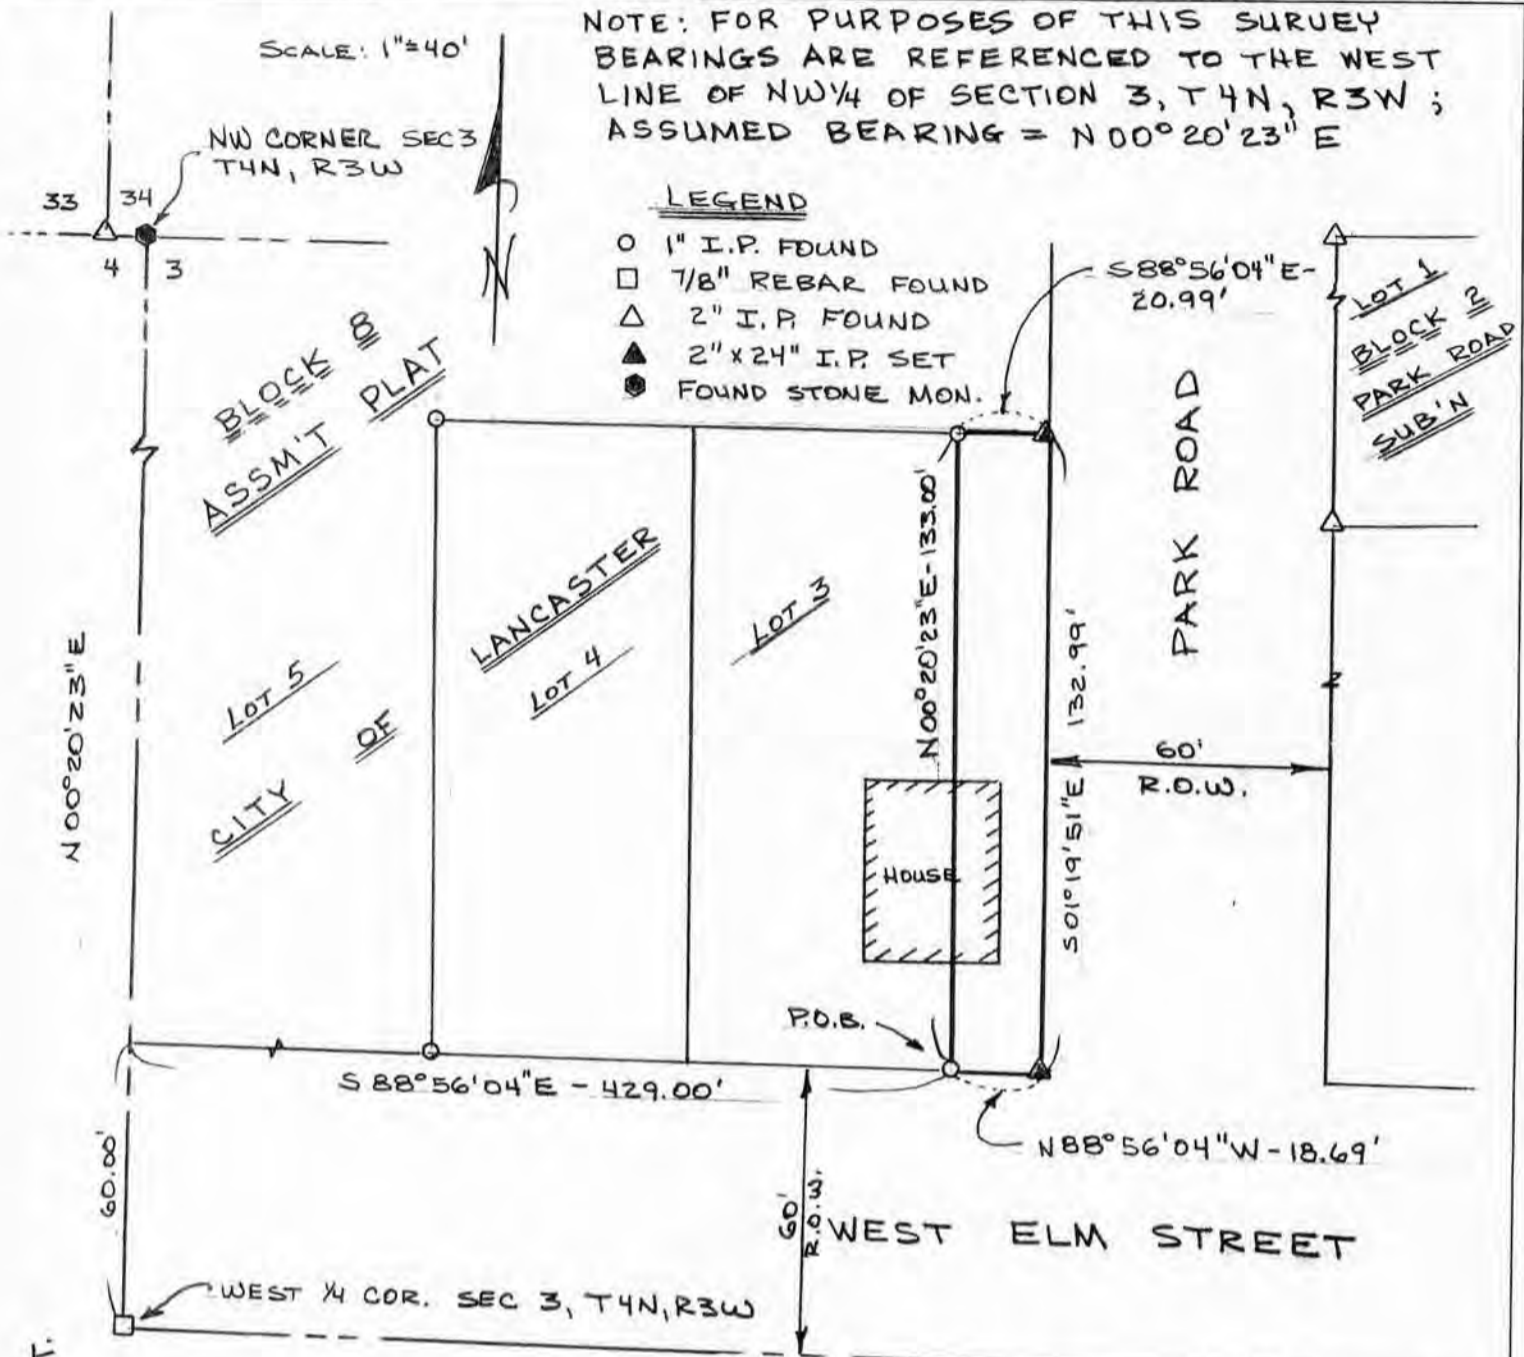 SCALE: 1"=40'
NOTE: FOR PURPOSES OF THIS SURVEY
BEARINGS ARE REFERENCED TO THE WEST
LINE OF NW¼ OF SECTION 3, T4N, R3W;
ASSUMED BEARING = N00°20'23"E
NW CORNER SEC 3
T4N, R3W
33
34
4
3
N
LEGEND
1" I.P. FOUND
7/8" REBAR FOUND
2" I.P. FOUND
2"x24" I.P. SET
FOUND STONE MON.
S88°56'04"E-
20.99'
LOT 1
BLOCK 2
PARK ROAD
SUB'N
BLOCK 8
ASSM'T PLAT
LANCASTER
LOT 5
OF
CITY
LOT 4
LOT 3
N00°20'23"E
N00°20'23"E-133.00'
S01°19'51"E 132.99'
PARK ROAD
60'
R.O.W.
HOUSE
P.O.B.
S88°56'04"E-429.00'
N88°56'04"W-18.69'
60.00'
60'
R.O.W.
WEST ELM STREET
WEST ¼ COR. SEC 3, T4N, R3W